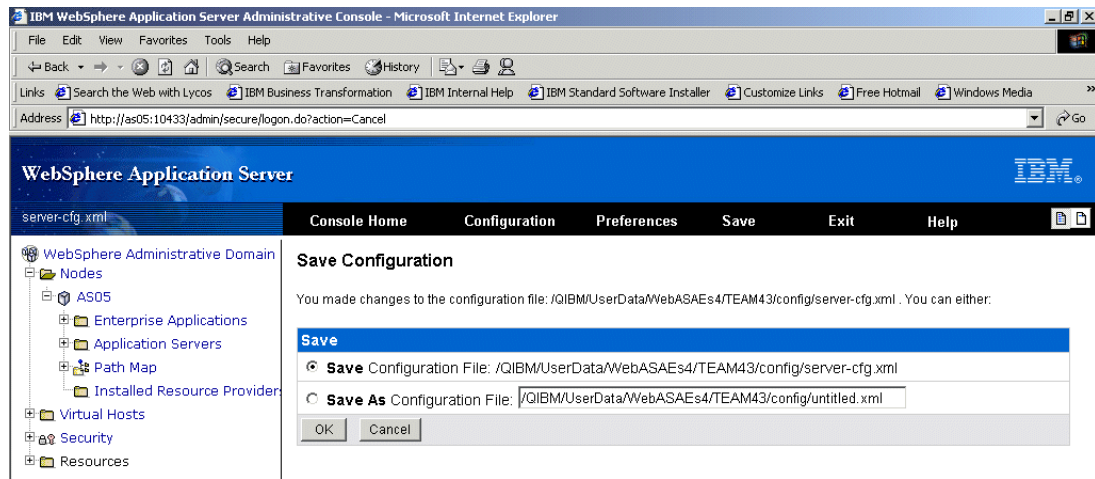 IBM WebSphere Application Server Administrative Console - Microsoft Internet Explorer
File Edit View Favorites Tools Help
Back Search Favorites History
Links Search the Web with Lycos IBM Business Transformation IBM Internal Help IBM Standard Software Installer Customize Links Free Hotmail Windows Media »
Address http://as05:10433/admin/secure/logon.do?action=Cancel Go
WebSphere Application Server IBM®
server-cfg.xml Console Home Configuration Preferences Save Exit Help
WebSphere Administrative Domain
Nodes
AS05
Enterprise Applications
Application Servers
Path Map
Installed Resource Providers
Virtual Hosts
Security
Resources
Save Configuration
You made changes to the configuration file: /QIBM/UserData/WebASAEs4/TEAM43/config/server-cfg.xml . You can either:
Save
Save Configuration File: /QIBM/UserData/WebASAEs4/TEAM43/config/server-cfg.xml
Save As Configuration File: /QIBM/UserData/WebASAEs4/TEAM43/config/untitled.xml
OK Cancel